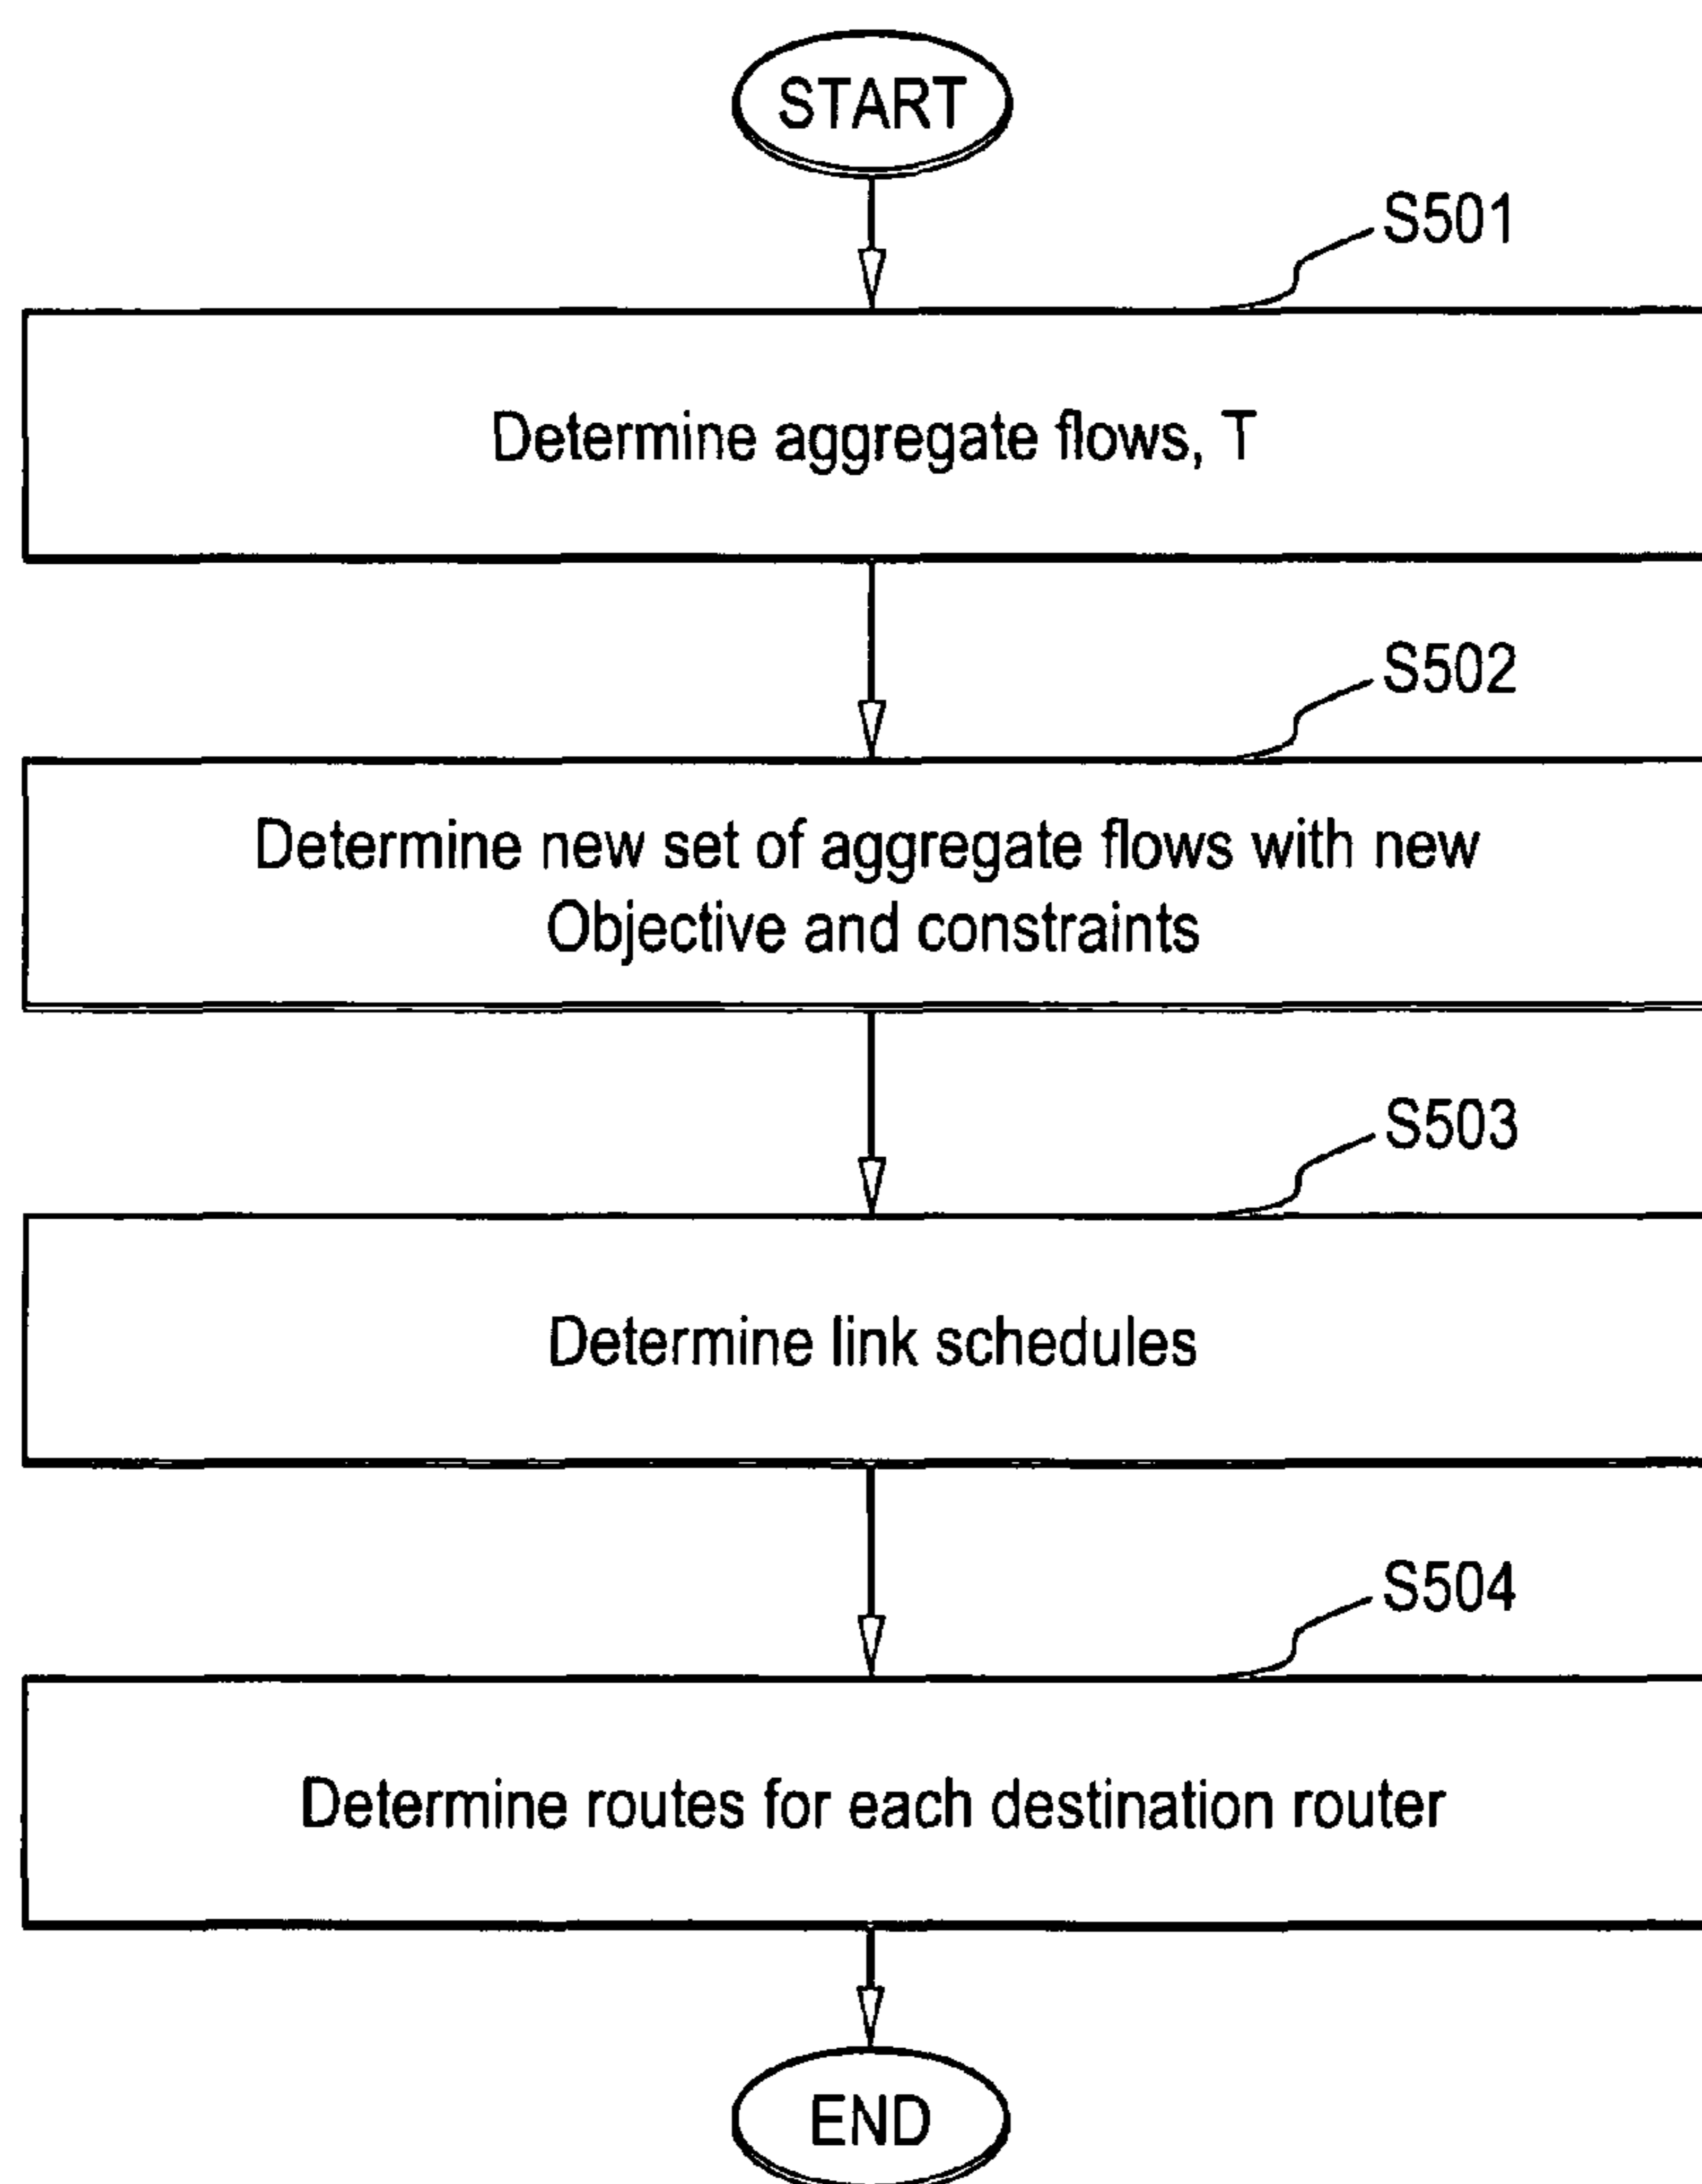 START
S501
Determine aggregate flows, T
S502
Determine new set of aggregate flows with new
Objective and constraints
S503
Determine link schedules
S504
Determine routes for each destination router
END